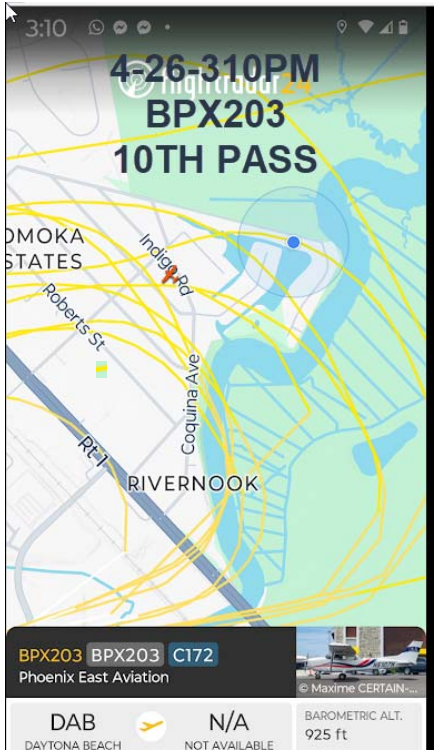 3:10
4-26-310PM
flightradar24
BPX203
10TH PASS
OMOKA
STATES
Indigo Rd
Roberts St
Coquina Ave
Rt 1
RIVERNOOK
BPX203 BPX203 C172
Phoenix East Aviation
© Maxime CERTAIN-...
DAB
DAYTONA BEACH
N/A
NOT AVAILABLE
BAROMETRIC ALT.
925 ft